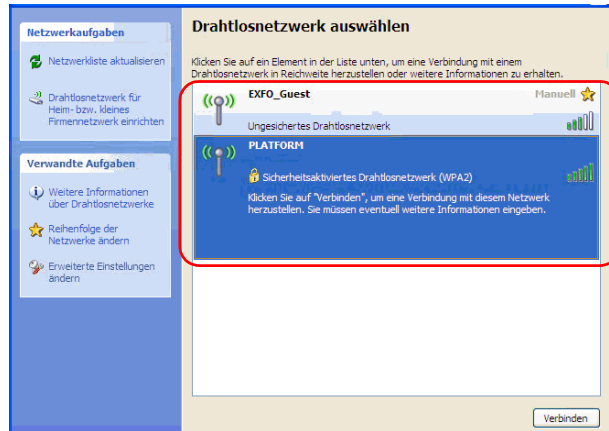 Netzwerkaufgaben
Netzwerkliste aktualisieren
Drahtlosnetzwerk für
Heim- bzw. kleines
Firmennetzwerk einrichten
Verwandte Aufgaben
Weitere Informationen
über Drahtlosnetzwerke
Reihenfolge der
Netzwerke ändern
Erweiterte Einstellungen
ändern
Drahtlosnetzwerk auswählen
Klicken Sie auf ein Element in der Liste unten, um eine Verbindung mit einem
Drahtlosnetzwerk in Reichweite herzustellen oder weitere Informationen zu erhalten.
EXFO_Guest
Manuell
Ungesichertes Drahtlosnetzwerk
PLATFORM
Sicherheitsaktiviertes Drahtlosnetzwerk (WPA2)
Klicken Sie auf "Verbinden", um eine Verbindung mit diesem Netzwerk
herzustellen. Sie müssen eventuell weitere Informationen eingeben.
Verbinden